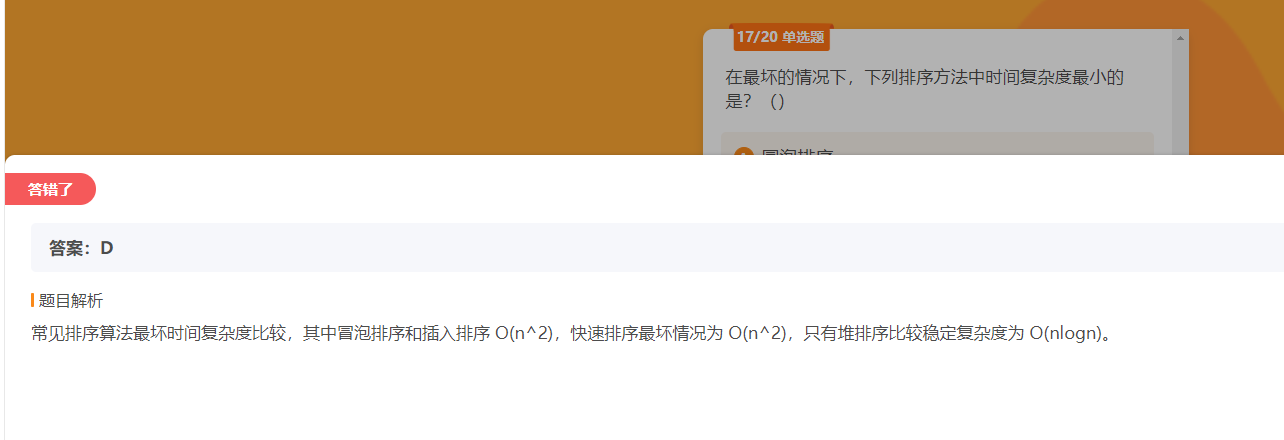 17/20 单选题
在最坏的情况下，下列排序方法中时间复杂度最小的
是？（）
冒泡排序
答错了
答案：D
题目解析
常见排序算法最坏时间复杂度比较，其中冒泡排序和插入排序 O(n^2)，快速排序最坏情况为 O(n^2)，只有堆排序比较稳定复杂度为 O(nlogn)。